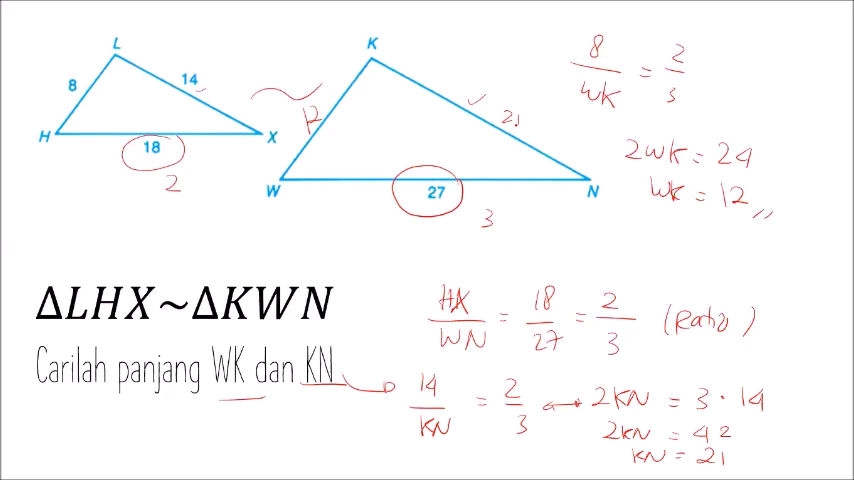 L
8
14
H
18
X
2
K
12
21
W
27
N
3
8/WK = 2/3
2WK = 24
WK = 12
ΔLHX~ΔKWN
Carilah panjang WK dan KN
HX/WN = 18/27 = 2/3 (Ratio)
14/KN = 2/3 2KN = 3 · 14
2KN = 42
KN = 21